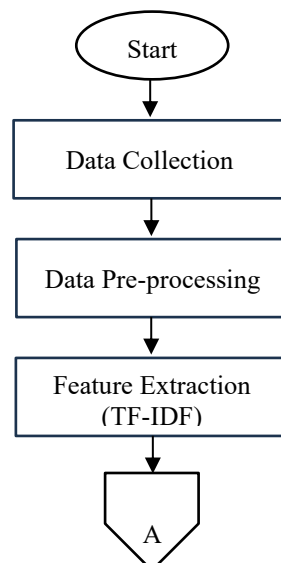 Start
Data Collection
Data Pre-processing
Feature Extraction
(TF-IDF)
A